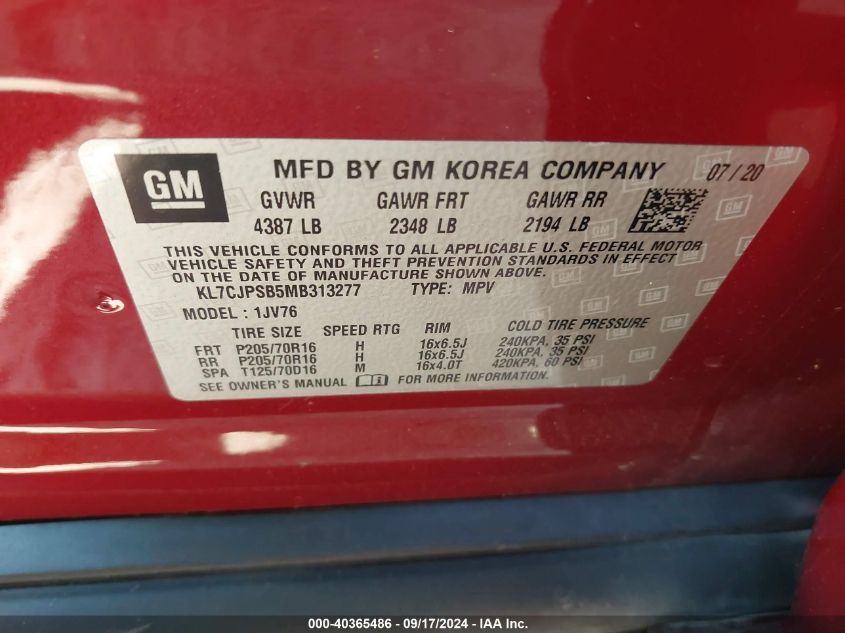 GM
MFD BY GM KOREA COMPANY 07/20
GVWR GAWR FRT GAWR RR
4387 LB 2348 LB 2194 LB
THIS VEHICLE CONFORMS TO ALL APPLICABLE U.S. FEDERAL MOTOR
VEHICLE SAFETY AND THEFT PREVENTION STANDARDS IN EFFECT
ON THE DATE OF MANUFACTURE SHOWN ABOVE.
KL7CJPSB5MB313277 TYPE: MPV
MODEL : 1JV76
TIRE SIZE SPEED RTG RIM COLD TIRE PRESSURE
FRT P205/70R16 H 16x6.5J 240KPA, 35 PSI
RR P205/70R16 H 16x6.5J 240KPA, 35 PSI
SPA T125/70D16 M 16x4.0T 420KPA, 60 PSI
SEE OWNER'S MANUAL FOR MORE INFORMATION.
000-40365486 - 09/17/2024 - IAA, Inc.